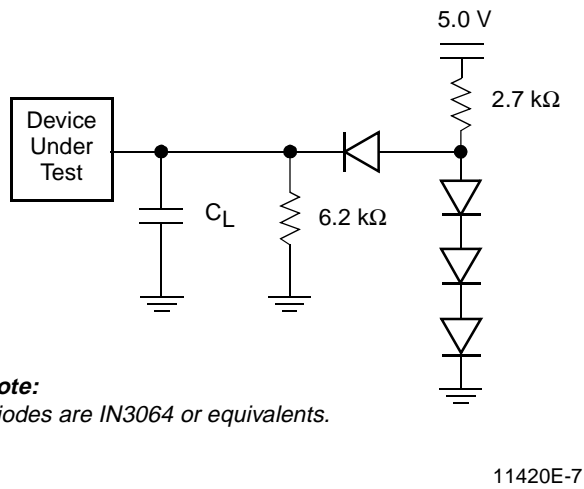 5.0 V
2.7 kΩ
Device
Under
Test
CL
6.2 kΩ
ote:
iodes are IN3064 or equivalents.
11420E-7